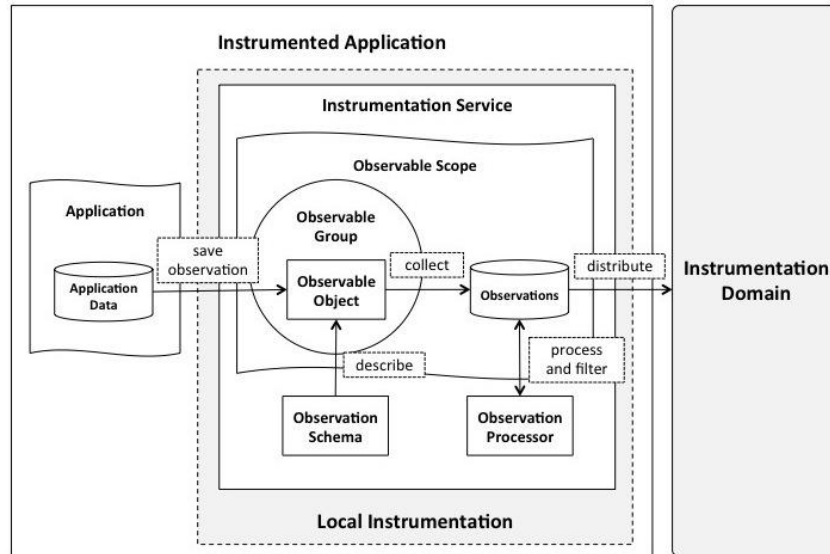 Instrumented Application
Instrumentation Service
Observable Scope
Application
Observable
Group
save
observation
collect
distribute
Instrumentation
Domain
Application
Data
Observable
Object
Observations
describe
process
and filter
Observation
Schema
Observation
Processor
Local Instrumentation